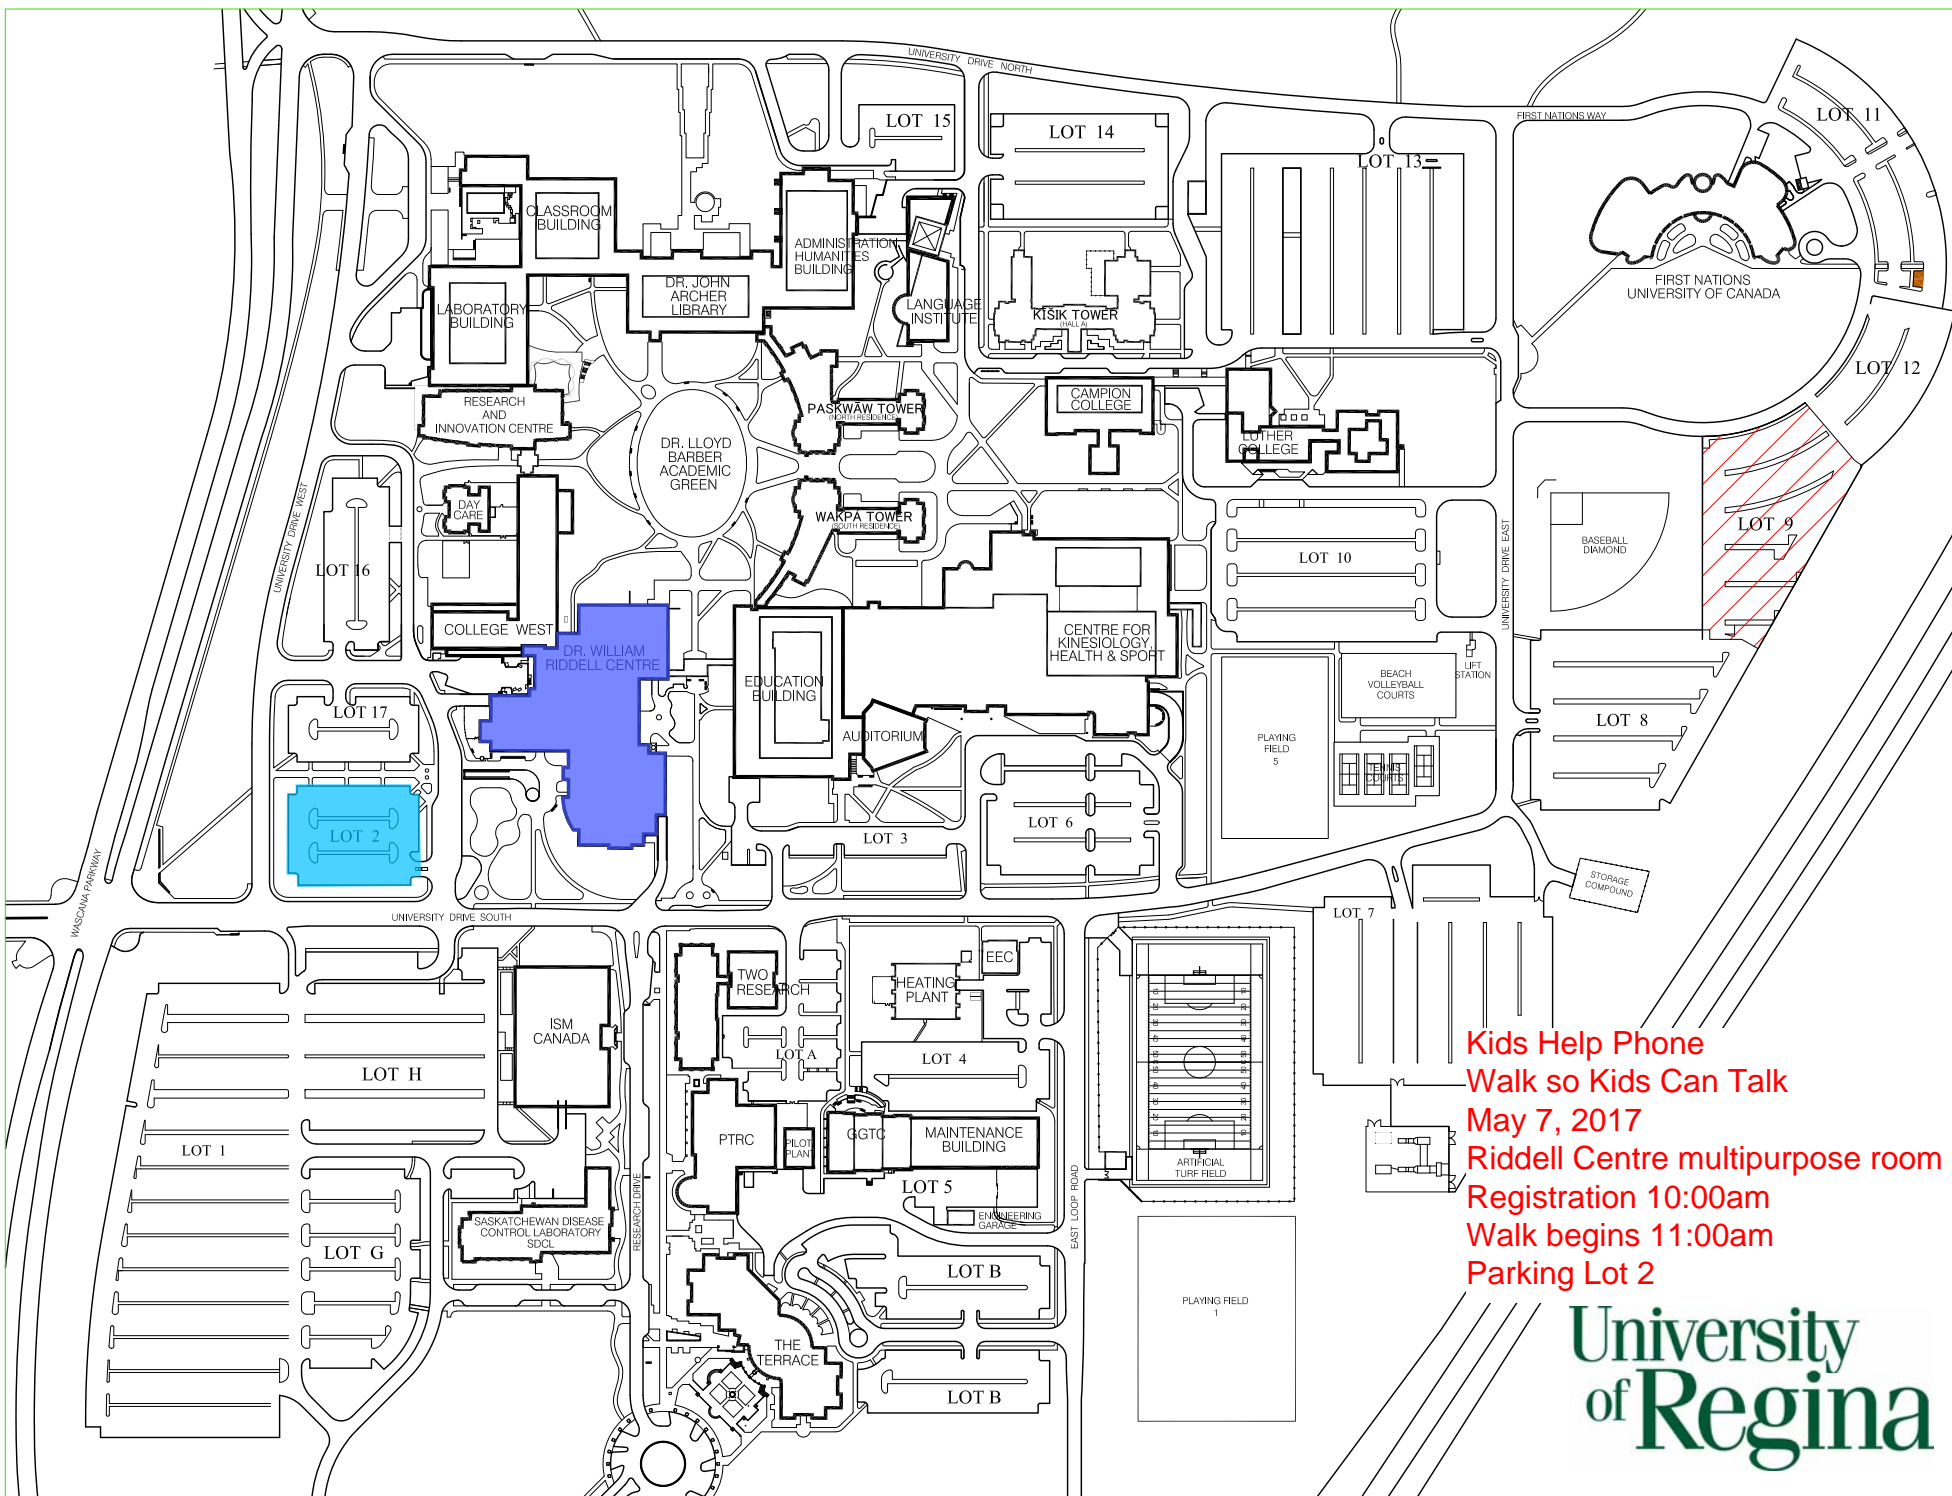 UNIVERSITY DRIVE NORTH
FIRST NATIONS WAY
LOT 11
LOT 15
LOT 14
LOT 13
CLASSROOM
BUILDING
ADMINISTRATION
HUMANITIES
BUILDING
DR. JOHN
ARCHER
LIBRARY
LABORATORY
BUILDING
LANGUAGE
INSTITUTE
KĪSIK TOWER
(HALL A)
FIRST NATIONS
UNIVERSITY OF CANADA
LOT 12
RESEARCH
AND
INNOVATION CENTRE
PASKWĀW TOWER
(NORTH RESIDENCE)
CAMPION
COLLEGE
LUTHER
COLLEGE
DR. LLOYD
BARBER
ACADEMIC
GREEN
DAY
CARE
WAKPA TOWER
(SOUTH RESIDENCE)
UNIVERSITY DRIVE WEST
LOT 16
LOT 10
UNIVERSITY DRIVE EAST
BASEBALL
DIAMOND
LOT 9
COLLEGE WEST
DR. WILLIAM
RIDDELL CENTRE
CENTRE FOR
KINESIOLOGY,
HEALTH & SPORT
EDUCATION
BUILDING
AUDITORIUM
BEACH
VOLLEYBALL
COURTS
LIFT
STATION
LOT 17
LOT 8
PLAYING
FIELD
5
TENNIS
COURTS
LOT 2
LOT 3
LOT 6
WASCANA PARKWAY
UNIVERSITY DRIVE SOUTH
STORAGE
COMPOUND
LOT 7
TWO
RESEARCH
HEATING
PLANT
EEC
ISM
CANADA
LOT A
LOT 4
LOT H
LOT 1
PTRC
PILOT
PLANT
GGTC
MAINTENANCE
BUILDING
ARTIFICIAL
TURF FIELD
LOT 5
ENGINEERING
GARAGE
EAST LOOP ROAD
RESEARCH DRIVE
SASKATCHEWAN DISEASE
CONTROL LABORATORY
SDCL
LOT G
LOT B
THE
TERRACE
LOT B
PLAYING FIELD
1
Kids Help Phone
Walk so Kids Can Talk
May 7, 2017
Riddell Centre multipurpose room
Registration 10:00am
Walk begins 11:00am
Parking Lot 2
University
of Regina